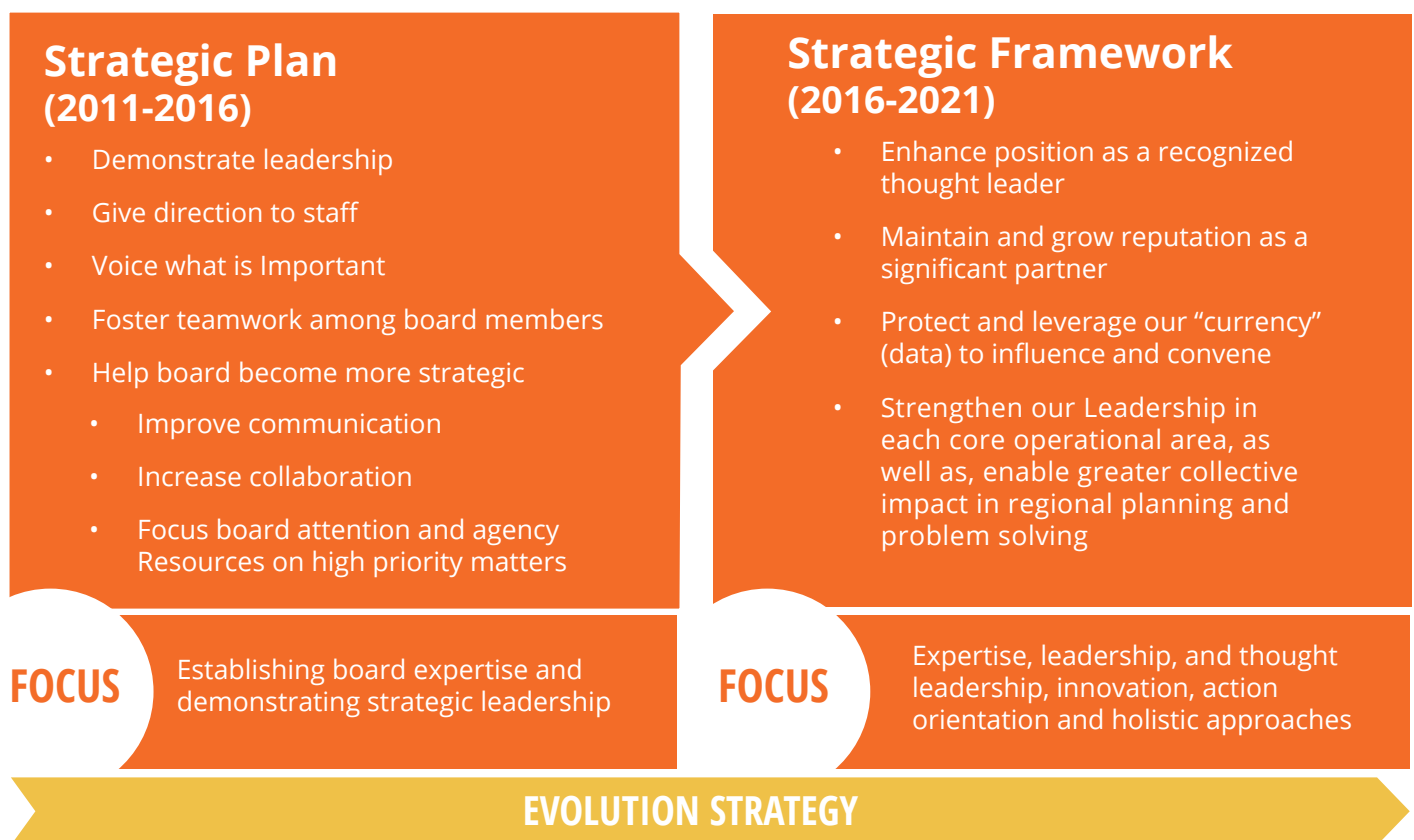 Strategic Plan
(2011-2016)
• Demonstrate leadership
• Give direction to staff
• Voice what is Important
• Foster teamwork among board members
• Help board become more strategic
• Improve communication
• Increase collaboration
• Focus board attention and agency
Resources on high priority matters
FOCUS
Establishing board expertise and
demonstrating strategic leadership
Strategic Framework
(2016-2021)
• Enhance position as a recognized
thought leader
• Maintain and grow reputation as a
significant partner
• Protect and leverage our “currency”
(data) to influence and convene
• Strengthen our Leadership in
each core operational area, as
well as, enable greater collective
impact in regional planning and
problem solving
FOCUS
Expertise, leadership, and thought
leadership, innovation, action
orientation and holistic approaches
EVOLUTION STRATEGY